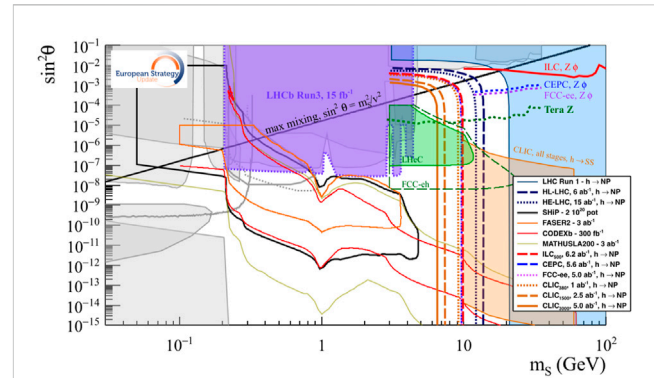 sin²θ
10⁻¹
10⁻²
10⁻³
10⁻⁴
10⁻⁵
10⁻⁶
10⁻⁷
10⁻⁸
10⁻⁹
10⁻¹⁰
10⁻¹¹
10⁻¹²
10⁻¹³
10⁻¹⁴
10⁻¹⁵
European Strategy
Update
LHCb Run3, 15 fb⁻¹
max mixing, sin² θ = m²ₛ/v²
ILC, Z ϕ
CEPC, Z ϕ
FCC-ee, Z ϕ
Tera Z
CLIC, all stages, h→SS
LHeC
FCC-eh
LHC Run 1 - h → NP
HL-LHC, 6 ab⁻¹, h → NP
HE-LHC, 15 ab⁻¹, h → NP
SHiP - 2 10²⁰ pot
FASER2 - 3 ab⁻¹
CODEXb - 300 fb⁻¹
MATHUSLA200 - 3 ab⁻¹
ILC₅₀₀, 6.2 ab⁻¹, h → NP
CEPC, 5.6 ab⁻¹, h → NP
FCC-ee, 5.0 ab⁻¹, h → NP
CLIC₃₈₀, 1 ab⁻¹, h → NP
CLIC₁₅₀₀, 2.5 ab⁻¹, h → NP
CLIC₃₀₀₀, 5.0 ab⁻¹, h → NP
10⁻¹ 1 10 10²
mₛ (GeV)